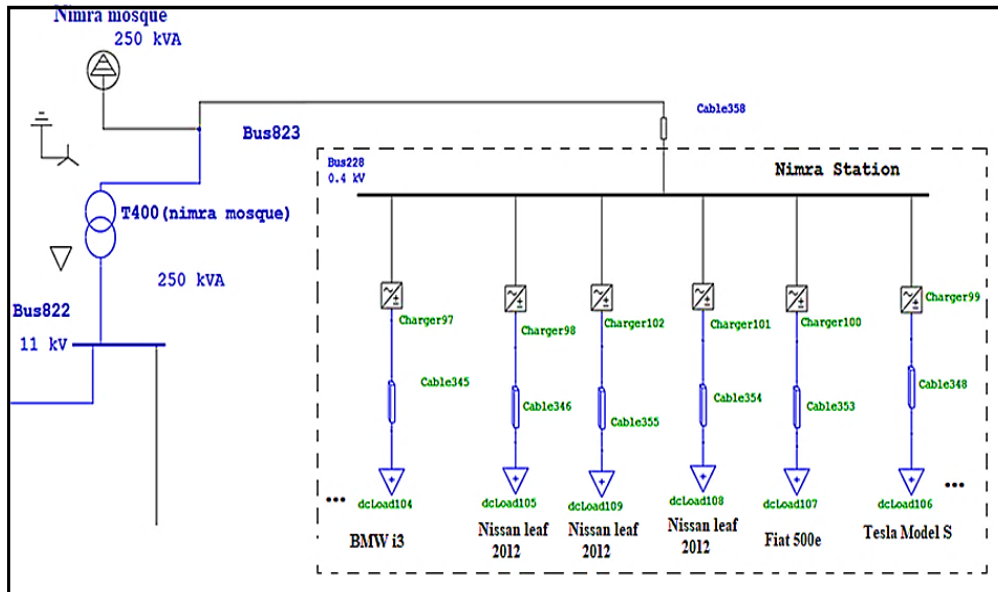 Nimra mosque
250 kVA
Cable358
Bus823
Bus228
0.4 kV
Nimra Station
T400(nimra mosque)
250 kVA
Bus822
11 kV
Charger97
Charger98
Charger102
Charger101
Charger100
Charger99
Cable345
Cable346
Cable355
Cable354
Cable353
Cable348
...
dcLoad104
dcLoad105
dcLoad109
dcLoad108
dcLoad107
dcLoad106
...
BMW i3
Nissan leaf
2012
Nissan leaf
2012
Nissan leaf
2012
Fiat 500e
Tesla Model S